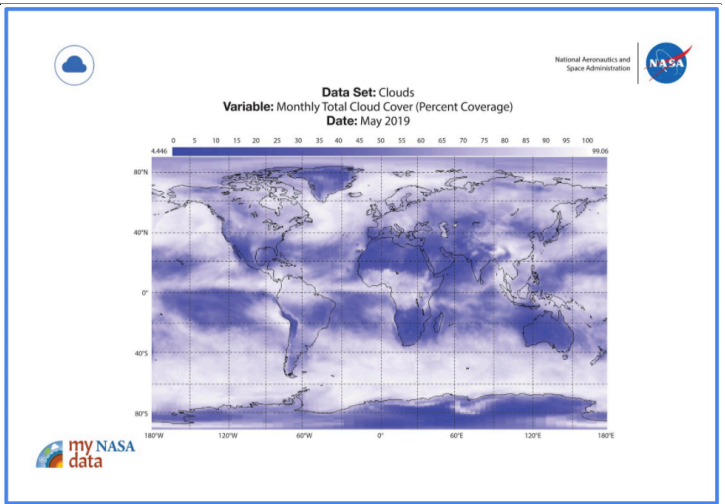 National Aeronautics and
Space Administration
NASA
Data Set: Clouds
Variable: Monthly Total Cloud Cover (Percent Coverage)
Date: May 2019
0 5 10 15 20 25 30 35 40 45 50 55 60 65 70 75 80 85 90 95 100
4.446 99.06
80°N
40°N
0°
40°S
80°S
180°W 120°W 60°W 0° 60°E 120°E 180°E
my NASA
data